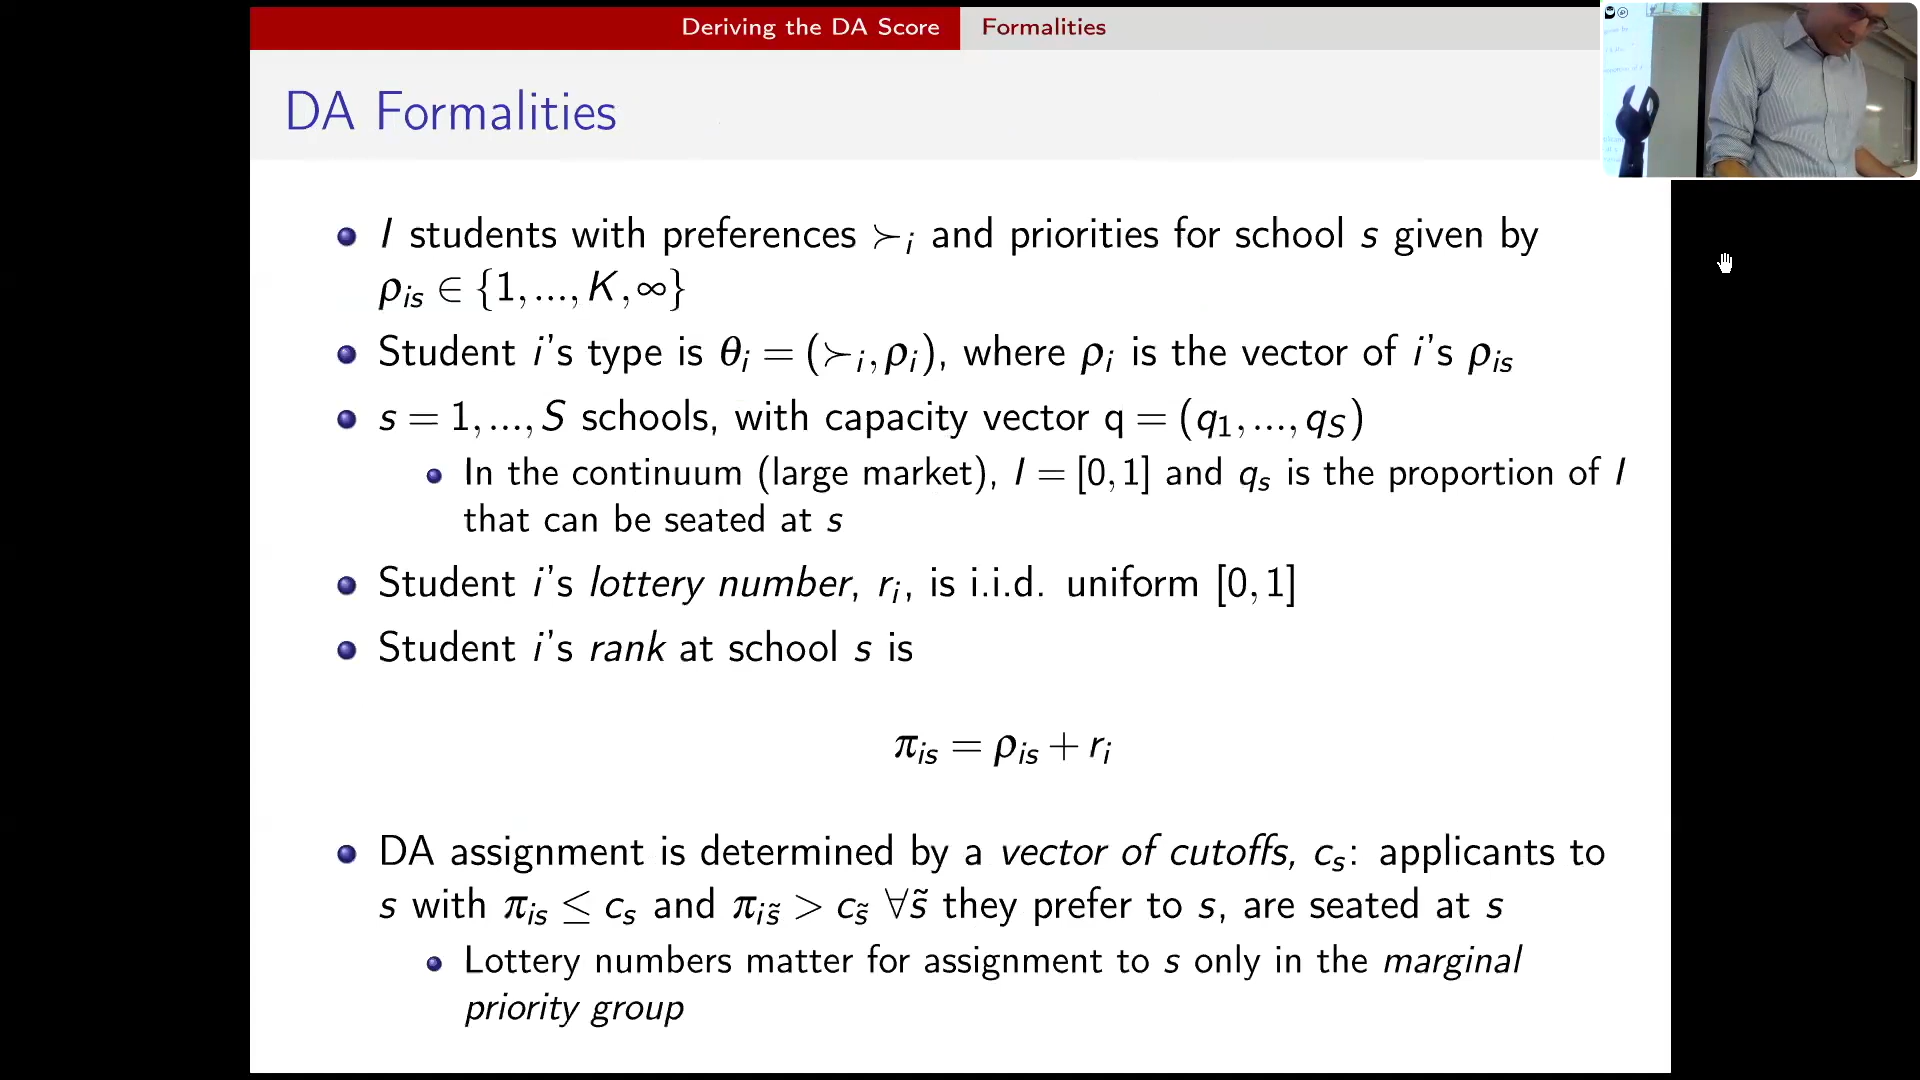 Deriving the DA Score Formalities
DA Formalities
I students with preferences ≻ᵢ and priorities for school s given by
ρᵢₛ ∈ {1,...,K,∞}
Student i's type is θᵢ = (≻ᵢ,ρᵢ), where ρᵢ is the vector of i's ρᵢₛ
s = 1,...,S schools, with capacity vector q = (q₁,...,q_S)
In the continuum (large market), I = [0,1] and qₛ is the proportion of I
that can be seated at s
Student i's lottery number, rᵢ, is i.i.d. uniform [0,1]
Student i's rank at school s is
πᵢₛ = ρᵢₛ + rᵢ
DA assignment is determined by a vector of cutoffs, cₛ: applicants to
s with πᵢₛ ≤ cₛ and π_{is̃} > c_{s̃} ∀s̃ they prefer to s, are seated at s
Lottery numbers matter for assignment to s only in the marginal
priority group